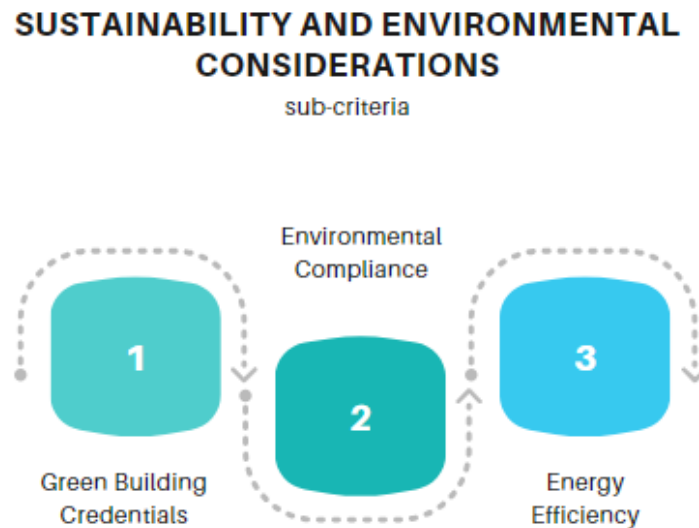 SUSTAINABILITY AND ENVIRONMENTAL
CONSIDERATIONS
sub-criteria
1
Green Building
Credentials
Environmental
Compliance
2
3
Energy
Efficiency